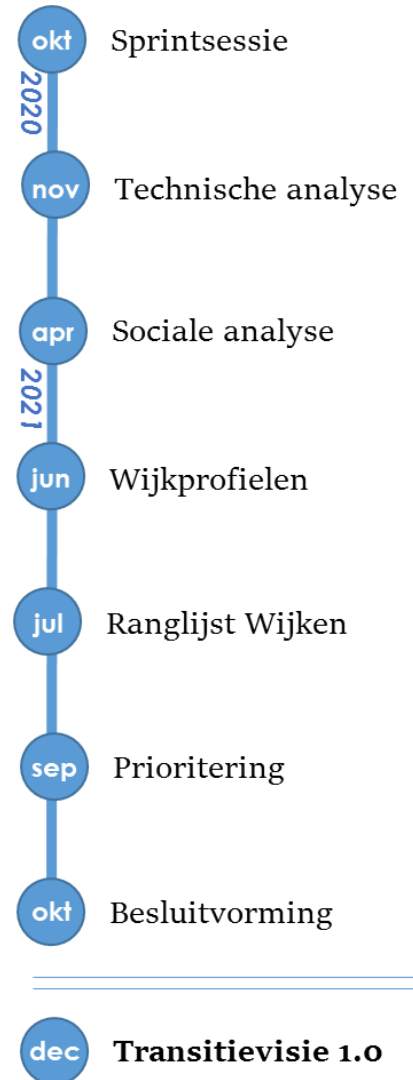 okt Sprintsessie
2020
nov Technische analyse
apr Sociale analyse
2021
jun Wijkprofielen
jul Ranglijst Wijken
sep Prioritering
okt Besluitvorming
dec Transitievisie 1.0